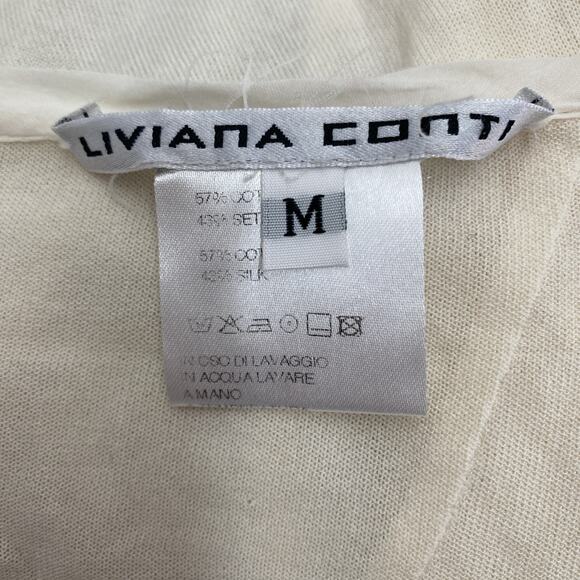 LIVIANA CONTI
M
57% COT
43% SET
57% COT
43% SILK
IN CSO DI LAVAGGIO
IN ACQUA LAVARE
A MANO